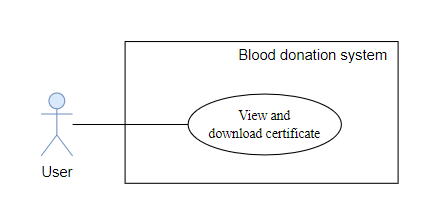 Blood donation system
View and
download certificate
User